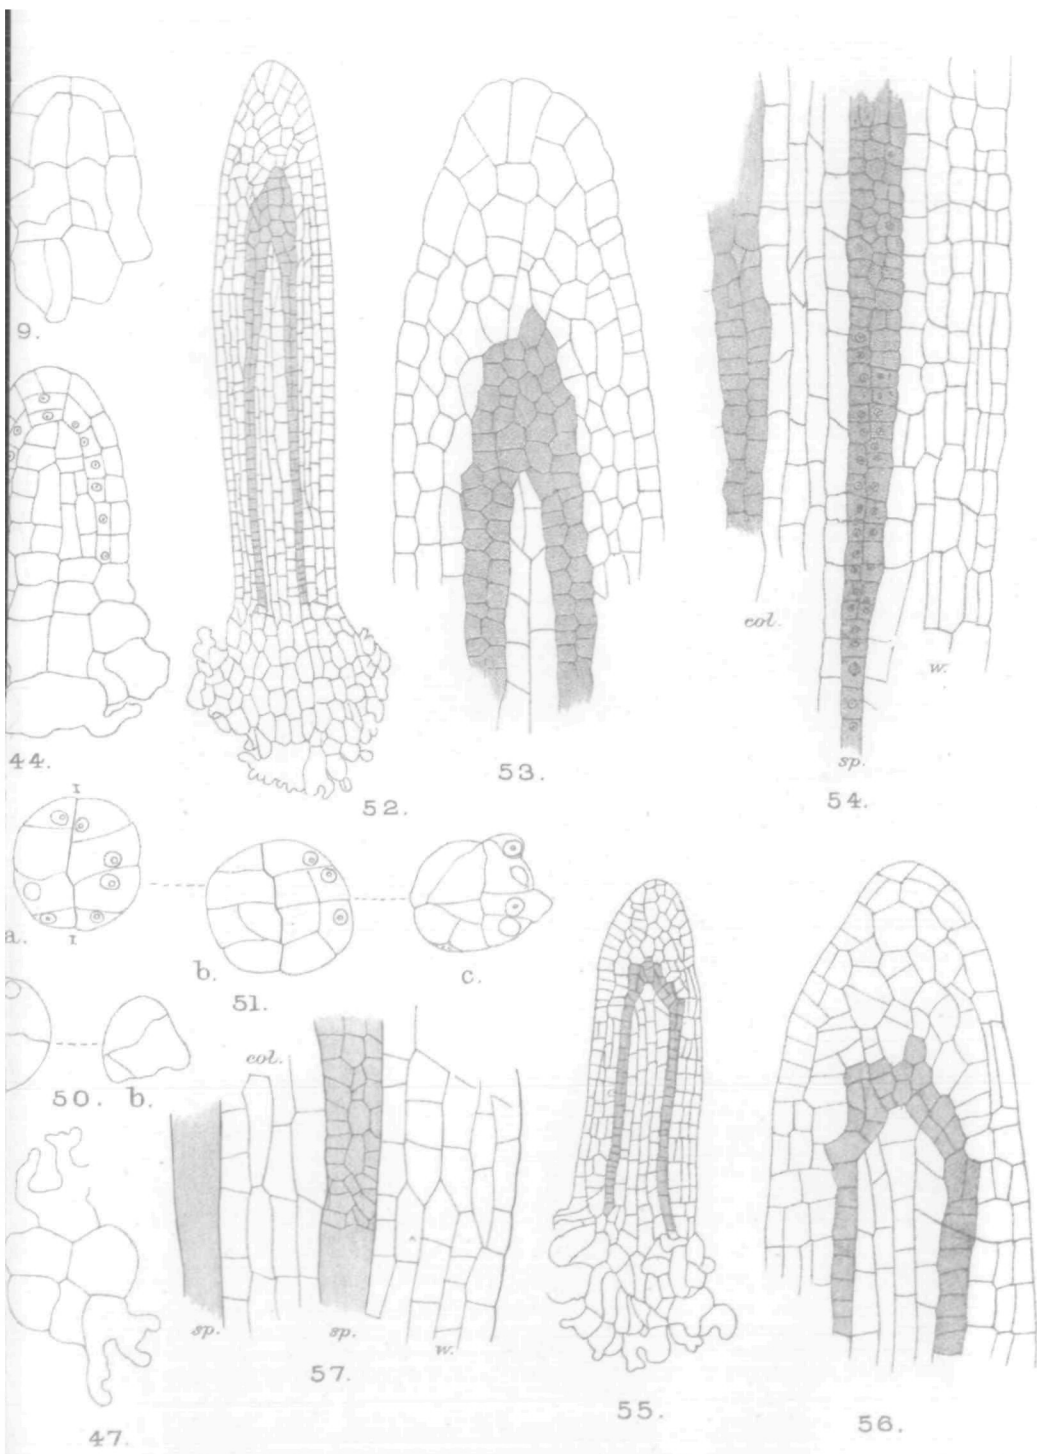 9.
44.
52.
53.
col.
w.
sp.
54.
I
I
a.
b.
c.
51.
50. b.
col.
sp.
sp.
w.
57.
47.
55.
56.